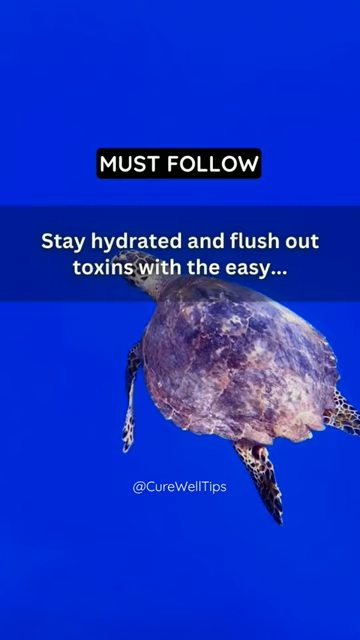 MUST FOLLOW
Stay hydrated and flush out
toxins with the easy...
@CureWellTips